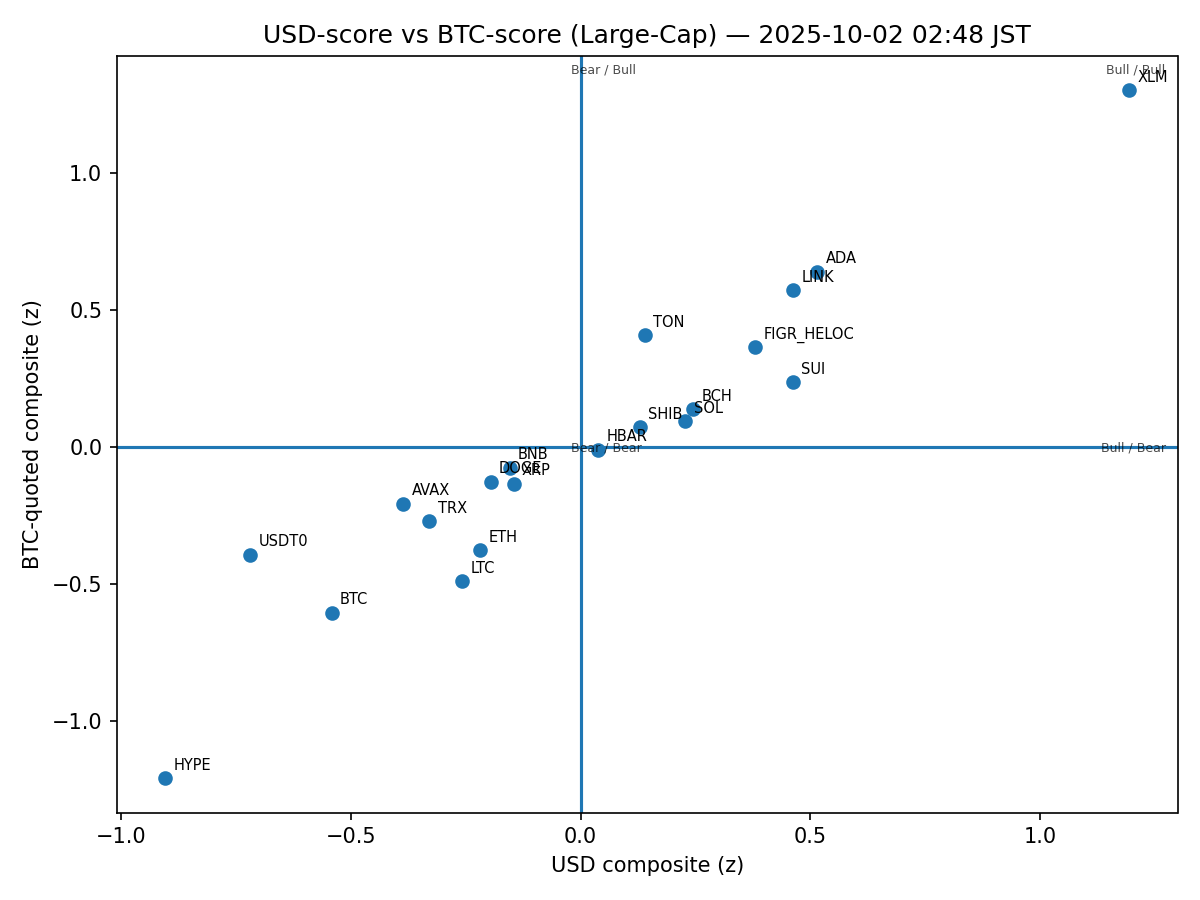 USD-score vs BTC-score (Large-Cap) — 2025-10-02 02:48 JST
Bear / Bull
Bull / Bull
XLM
1.0
ADA
LINK
0.5
TON
FIGR_HELOC
SUI
BCH
SOL
SHIB
HBAR
0.0
Bear / Bear
Bull / Bear
BNB
DOGE
XRP
AVAX
TRX
ETH
USDT0
LTC
−0.5
BTC
−1.0
HYPE
BTC-quoted composite (z)
−1.0
−0.5
0.0
0.5
1.0
USD composite (z)